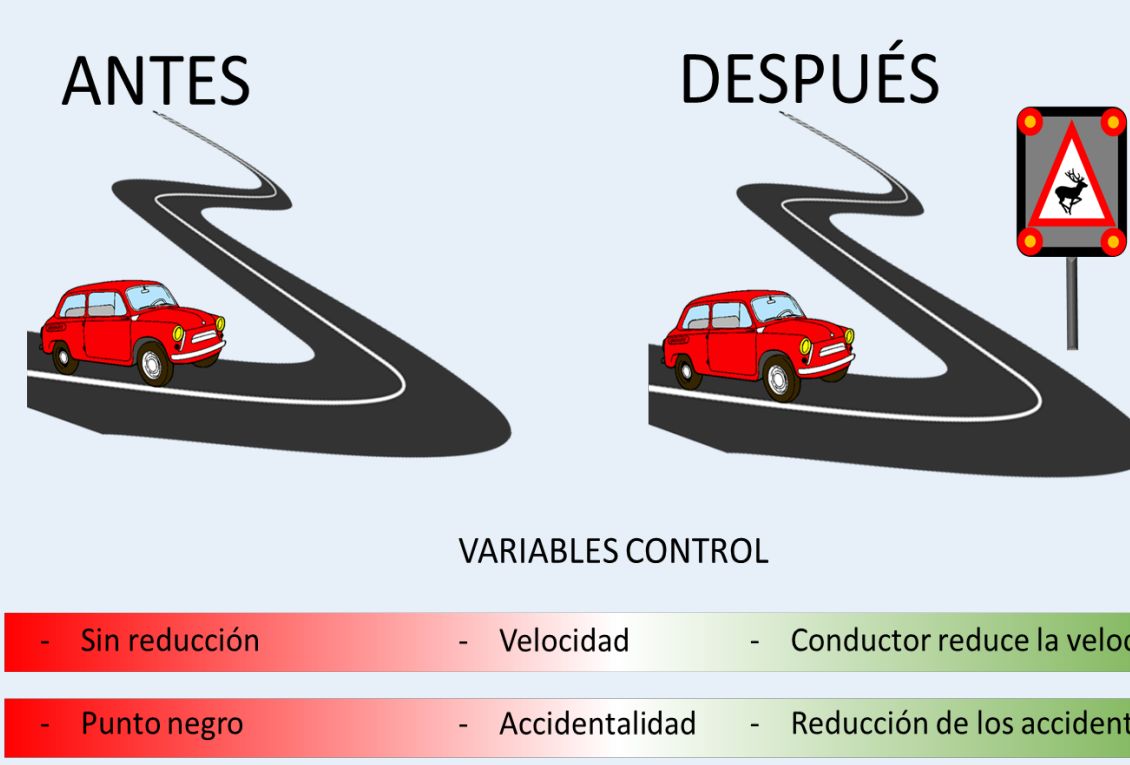 ANTES
DESPUÉS
VARIABLES CONTROL
- Sin reducción - Velocidad - Conductor reduce la veloc
- Punto negro - Accidentalidad - Reducción de los accident